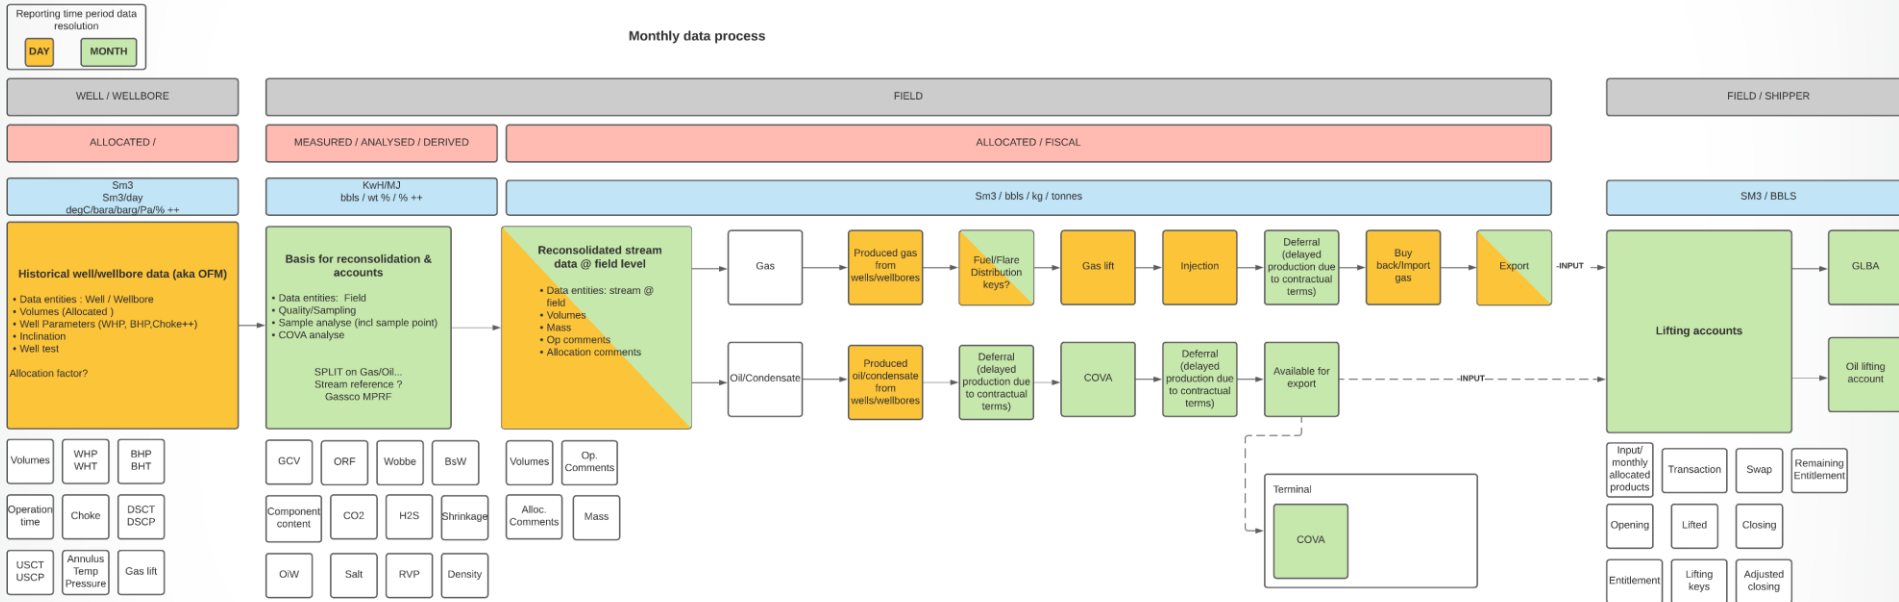 Reporting time period data
resolution
DAY
MONTH
Monthly data process
WELL / WELLBORE
FIELD
FIELD / SHIPPER
ALLOCATED /
MEASURED / ANALYSED / DERIVED
ALLOCATED / FISCAL
Sm3
Sm3/day
degC/bara/barg/Pa/% ++
KwH/MJ
bbls / wt % / % ++
Sm3 / bbls / kg / tonnes
SM3 / BBLS
Historical well/wellbore data (aka OFM)
• Data entities : Well / Wellbore
• Volumes (Allocated )
• Well Parameters (WHP, BHP,Choke++)
• Inclination
• Well test
Allocation factor?
Basis for reconsolidation &
accounts
• Data entities:  Field
• Quality/Sampling
• Sample analyse (incl sample point)
• COVA analyse
SPLIT on Gas/Oil...
Stream reference ?
Gassco MPRF
Reconsolidated stream
data @ field level
• Data entities: stream @
field
• Volumes
• Mass
• Op comments
• Allocation comments
Gas
Produced gas
from
wells/wellbores
Fuel/Flare
Distribution
keys?
Gas lift
Injection
Deferral
(delayed
production due
to contractual
terms)
Buy
back/Import
gas
Export
-INPUT
Oil/Condensate
Produced
oil/condensate
from
wells/wellbores
Deferral
(delayed
production due
to contractual
terms)
COVA
Deferral
(delayed
production due
to contractual
terms)
Available for
export
-INPUT-
Terminal
COVA
Lifting accounts
GLBA
Oil lifting
account
Volumes
WHP
WHT
BHP
BHT
Operation
time
Choke
DSCT
DSCP
USCT
USCP
Annulus
Temp
Pressure
Gas lift
GCV
ORF
Wobbe
BsW
Component
content
CO2
H2S
Shrinkage
OiW
Salt
RVP
Density
Volumes
Op.
Comments
Alloc.
Comments
Mass
Input/
monthly
allocated
products
Transaction
Swap
Remaining
Entitlement
Opening
Lifted
Closing
Entitlement
Lifting
keys
Adjusted
closing